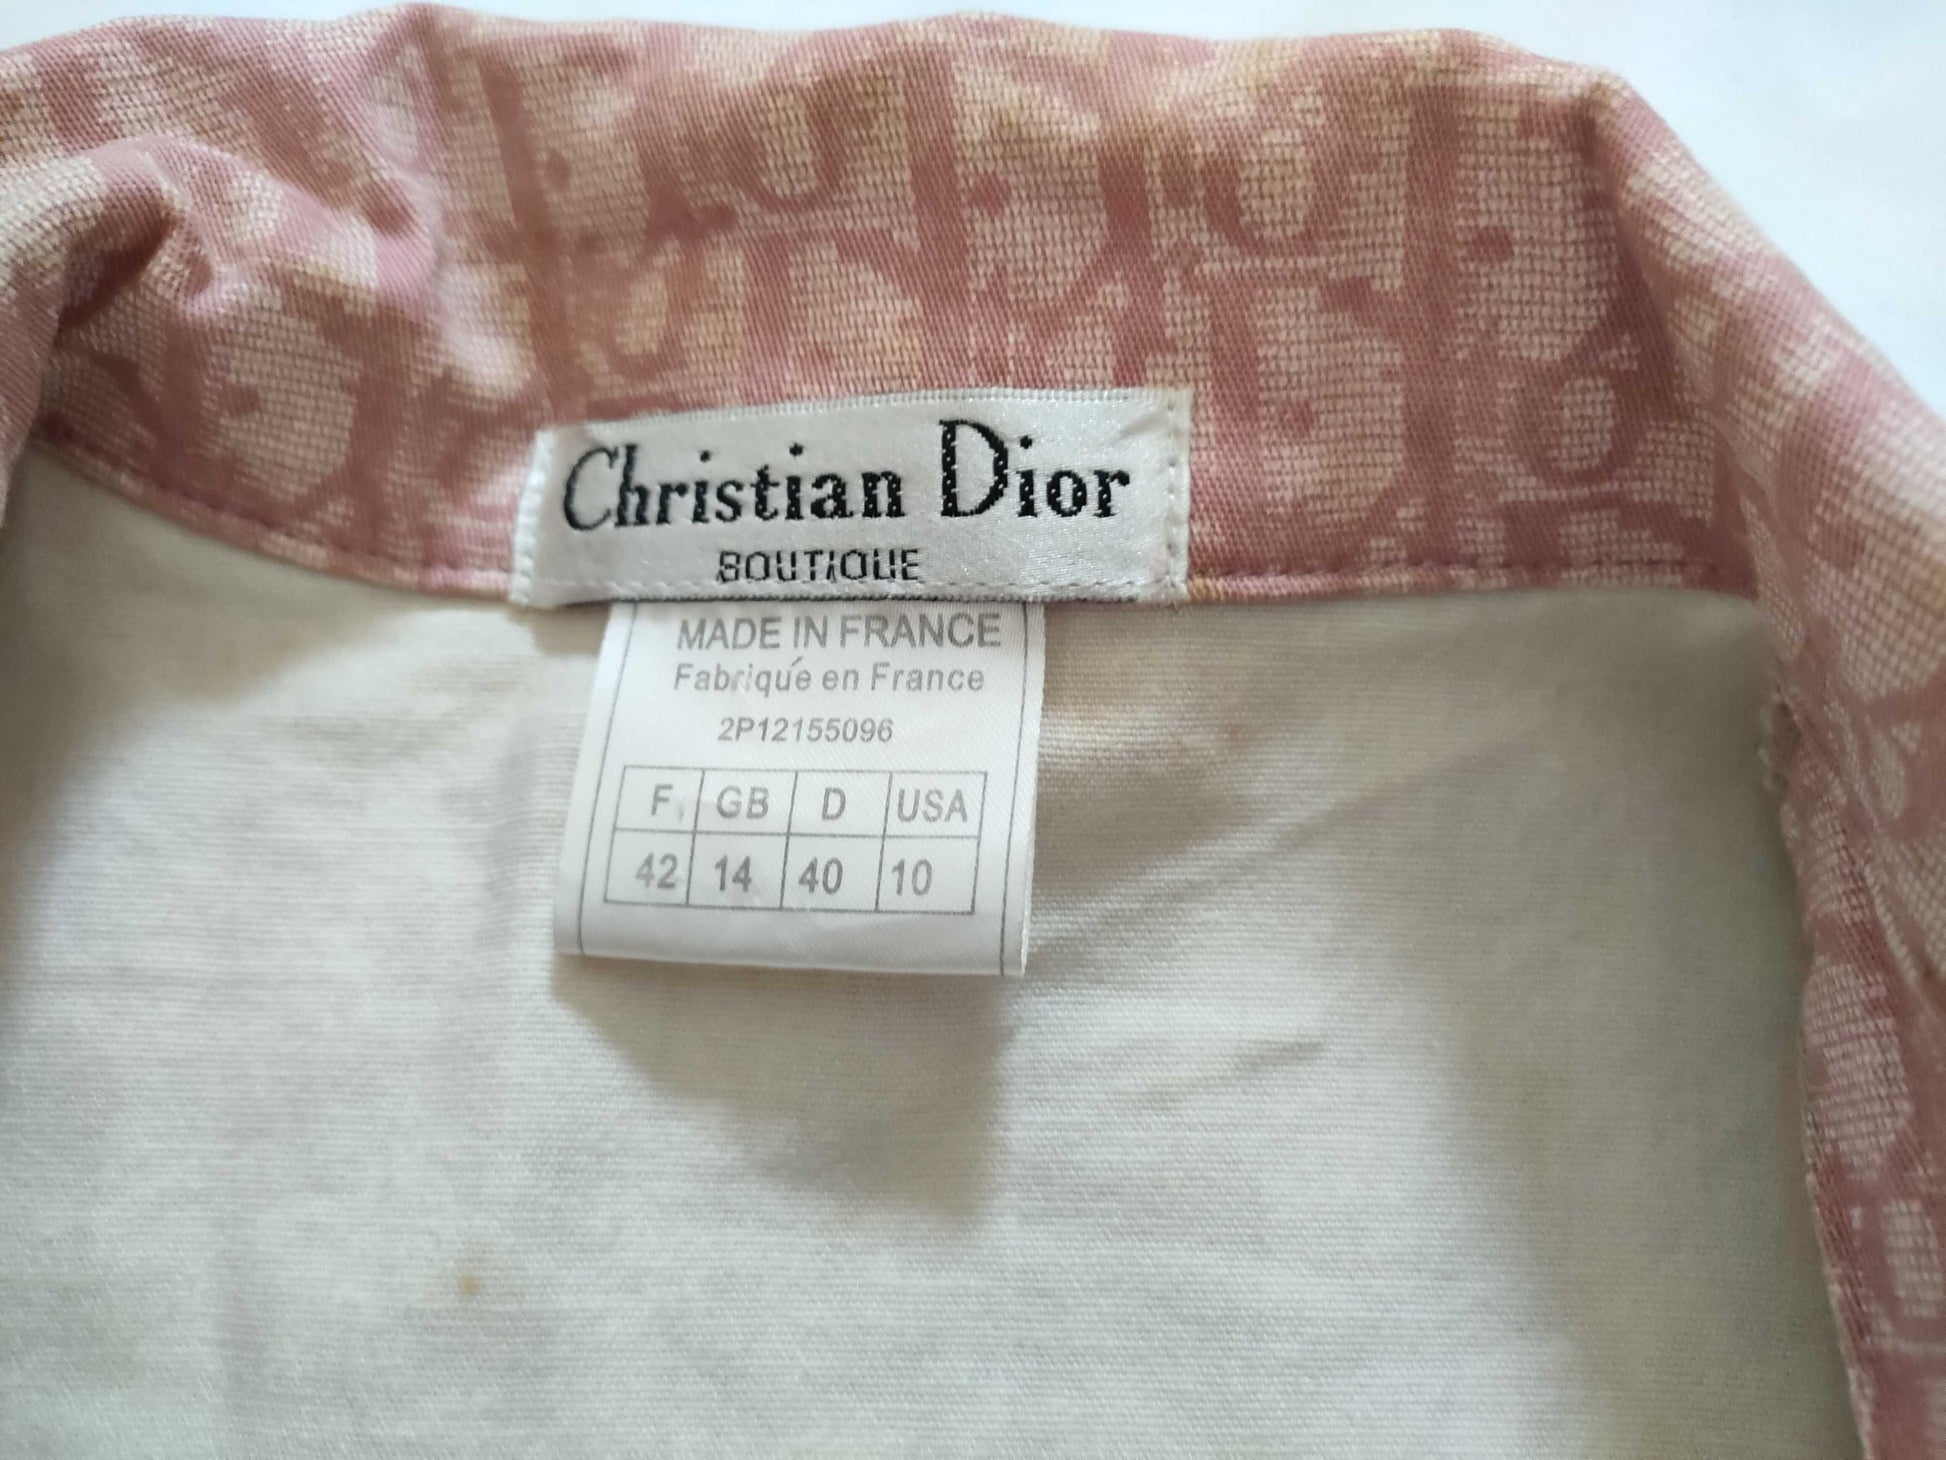 Christian Dior
BOUTIQUE
MADE IN FRANCE
Fabriqué en France
2P12155096
F GB D USA
42 14 40 10